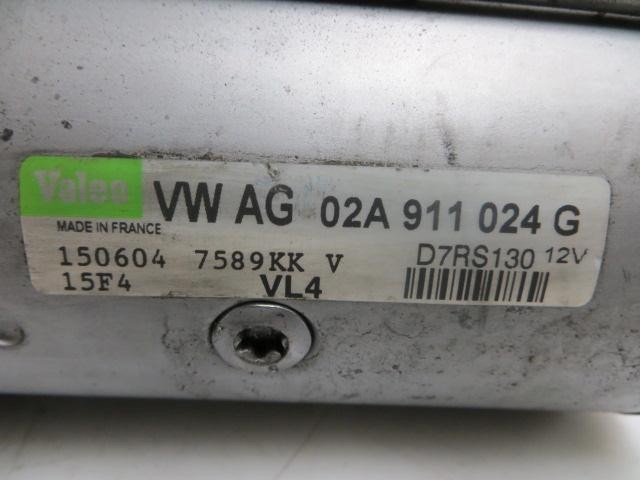 Valeo VW AG 02A 911 024 G
MADE IN FRANCE D7RS130 12V
150604 7589KK V
15F4 VL4